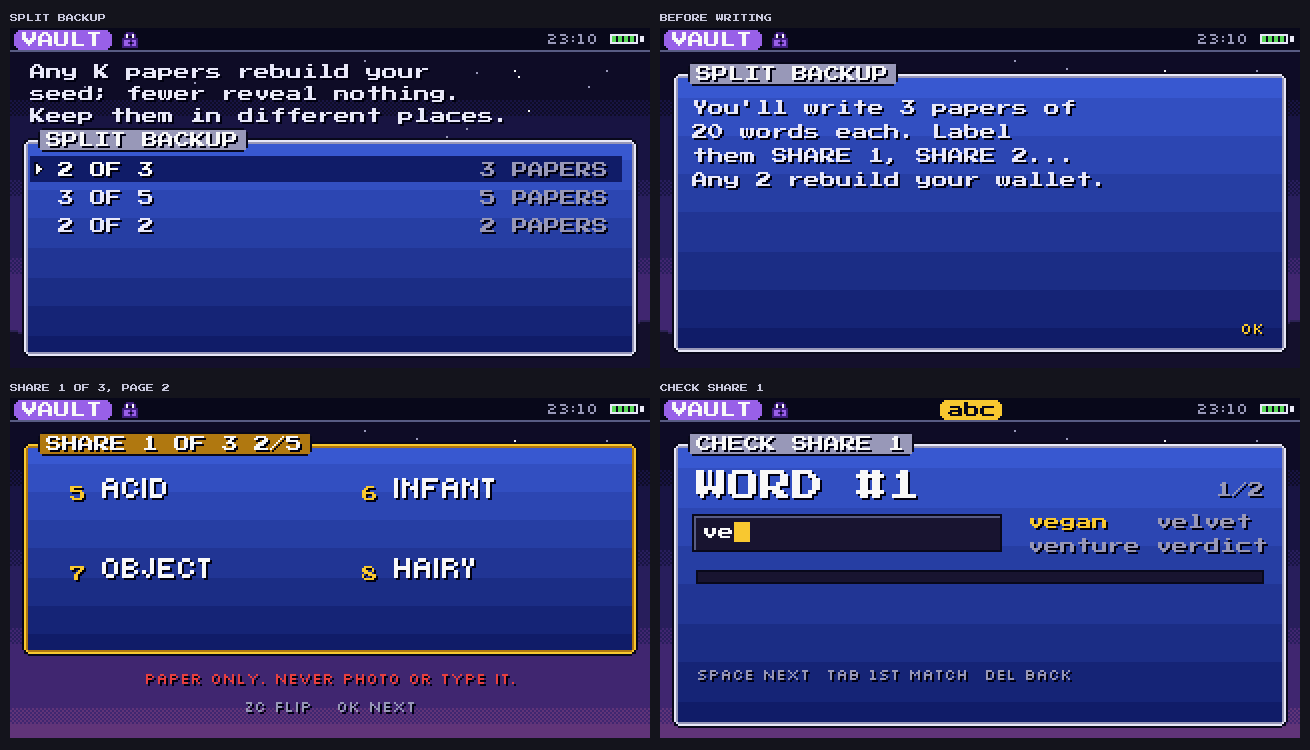 SPLIT BACKUP
VAULT 23:10
Any K papers rebuild your
seed; fewer reveal nothing.
Keep them in different places.
SPLIT BACKUP
2 OF 3 3 PAPERS
3 OF 5 5 PAPERS
2 OF 2 2 PAPERS
BEFORE WRITING
VAULT 23:10
SPLIT BACKUP
You'll write 3 papers of
20 words each. Label
them SHARE 1, SHARE 2...
Any 2 rebuild your wallet.
OK
SHARE 1 OF 3, PAGE 2
VAULT 23:10
SHARE 1 OF 3 2/5
5 ACID 6 INFANT
7 OBJECT 8 HAIRY
PAPER ONLY. NEVER PHOTO OR TYPE IT.
ZC FLIP OK NEXT
CHECK SHARE 1
VAULT abc 23:10
CHECK SHARE 1
WORD #1 1/2
ve vegan velvet
venture verdict
SPACE NEXT TAB 1ST MATCH DEL BACK